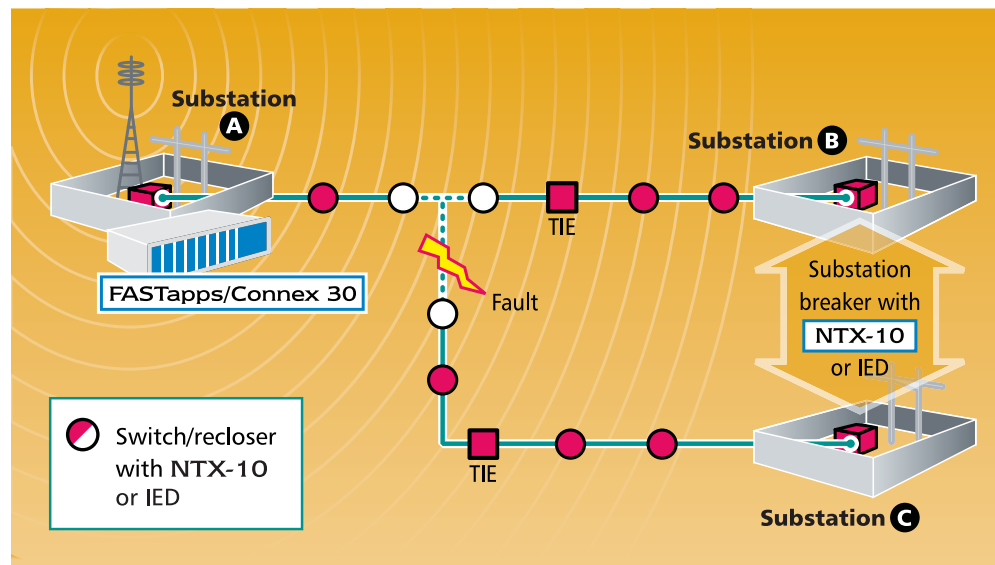 Substation
A
Substation B
TIE
FASTapps/Connex 30
Fault
Substation
breaker with
NTX-10
or IED
Switch/recloser
with NTX-10
or IED
TIE
Substation C